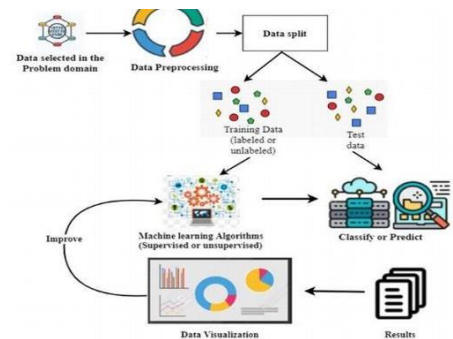 Data selected in the
Problem domain
Data Preprocessing
Data split
Training Data
(labeled or
unlabeled)
Test
data
Improve
Machine learning Algorithms
(Supervised or unsupervised)
Classify or Predict
Data Visualization
Results